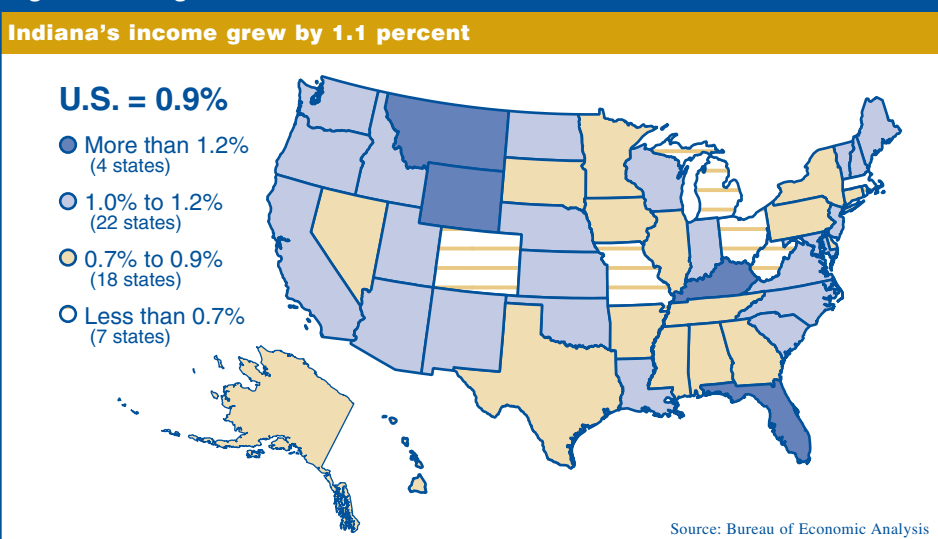 Indiana's income grew by 1.1 percent
U.S. = 0.9%
More than 1.2%
(4 states)
1.0% to 1.2%
(22 states)
0.7% to 0.9%
(18 states)
Less than 0.7%
(7 states)
Source: Bureau of Economic Analysis